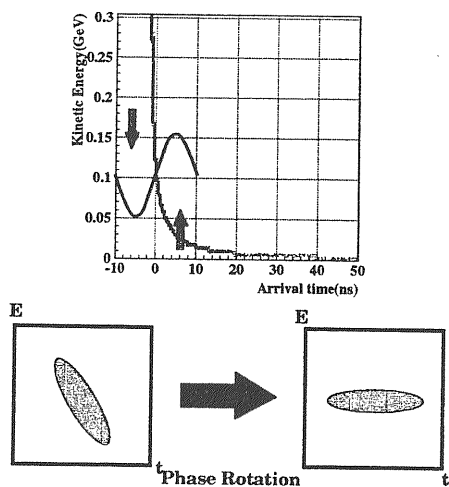 Kinetic Energy(GeV)
0.3
0.25
0.2
0.15
0.1
0.05
0
-10 0 10 20 30 40 50
Arrival time(ns)
E E
t t
Phase Rotation